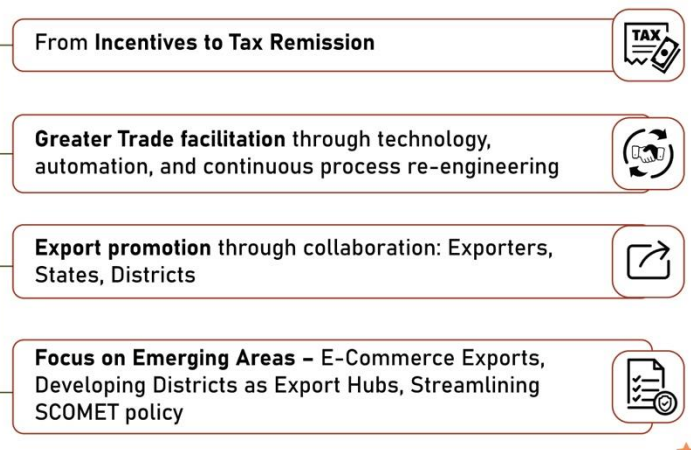 From Incentives to Tax Remission
TAX
Greater Trade facilitation through technology,
automation, and continuous process re-engineering
Export promotion through collaboration: Exporters,
States, Districts
Focus on Emerging Areas – E-Commerce Exports,
Developing Districts as Export Hubs, Streamlining
SCOMET policy